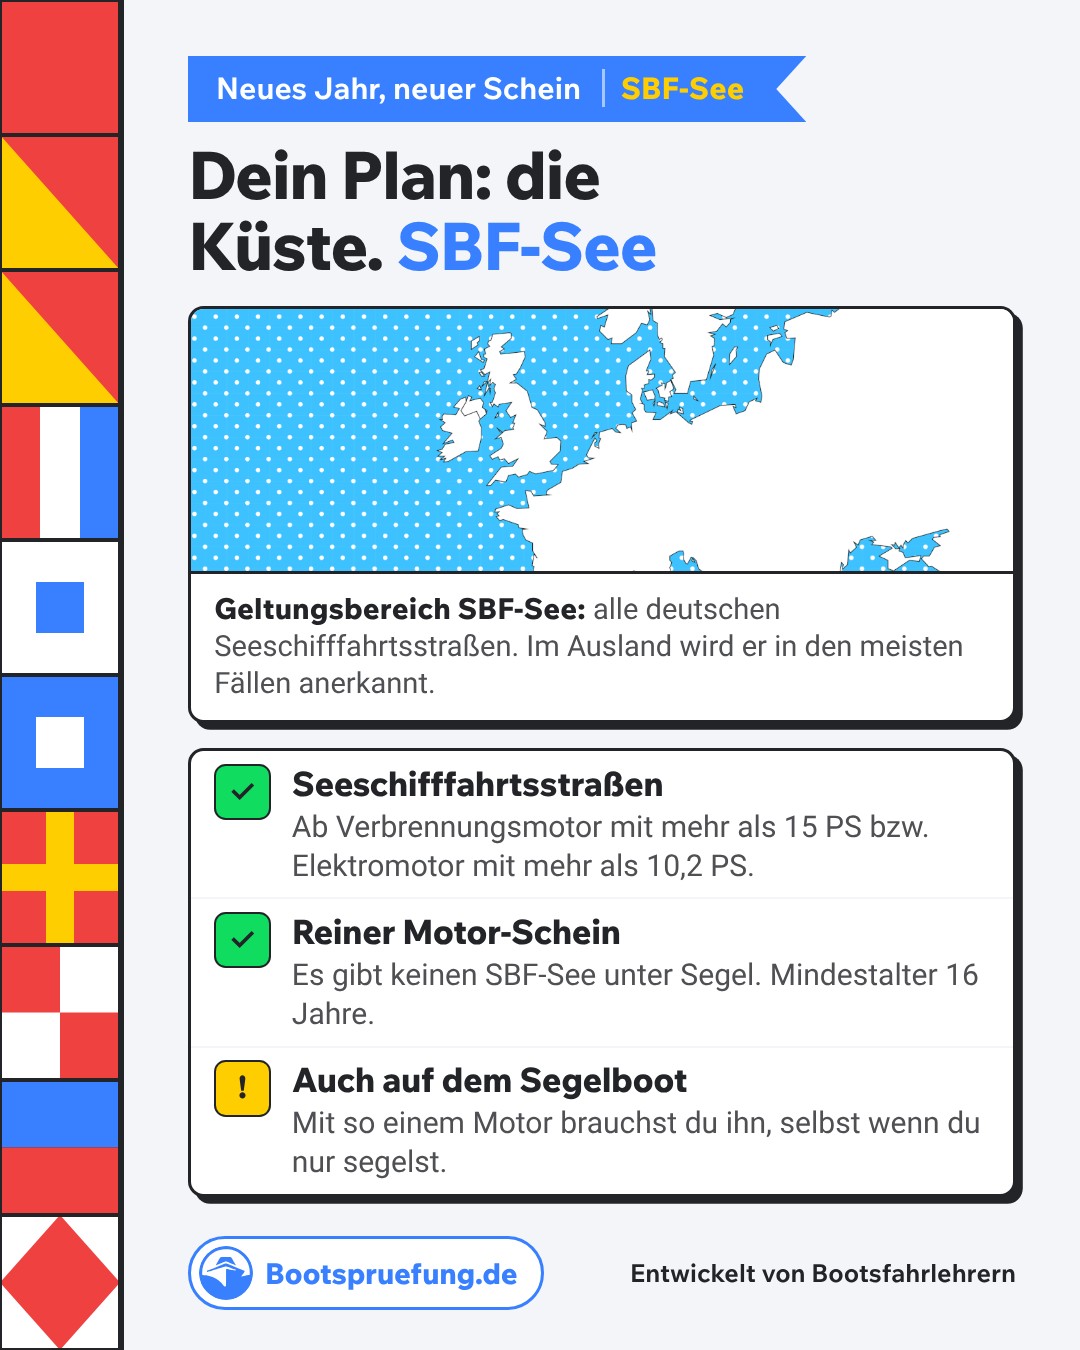 Neues Jahr, neuer Schein | SBF-See
Dein Plan: die
Küste. SBF-See
Geltungsbereich SBF-See: alle deutschen
Seeschifffahrtsstraßen. Im Ausland wird er in den meisten
Fällen anerkannt.
Seeschifffahrtsstraßen
Ab Verbrennungsmotor mit mehr als 15 PS bzw.
Elektromotor mit mehr als 10,2 PS.
Reiner Motor-Schein
Es gibt keinen SBF-See unter Segel. Mindestalter 16
Jahre.
! Auch auf dem Segelboot
Mit so einem Motor brauchst du ihn, selbst wenn du
nur segelst.
Bootspruefung.de
Entwickelt von Bootsfahrlehrern